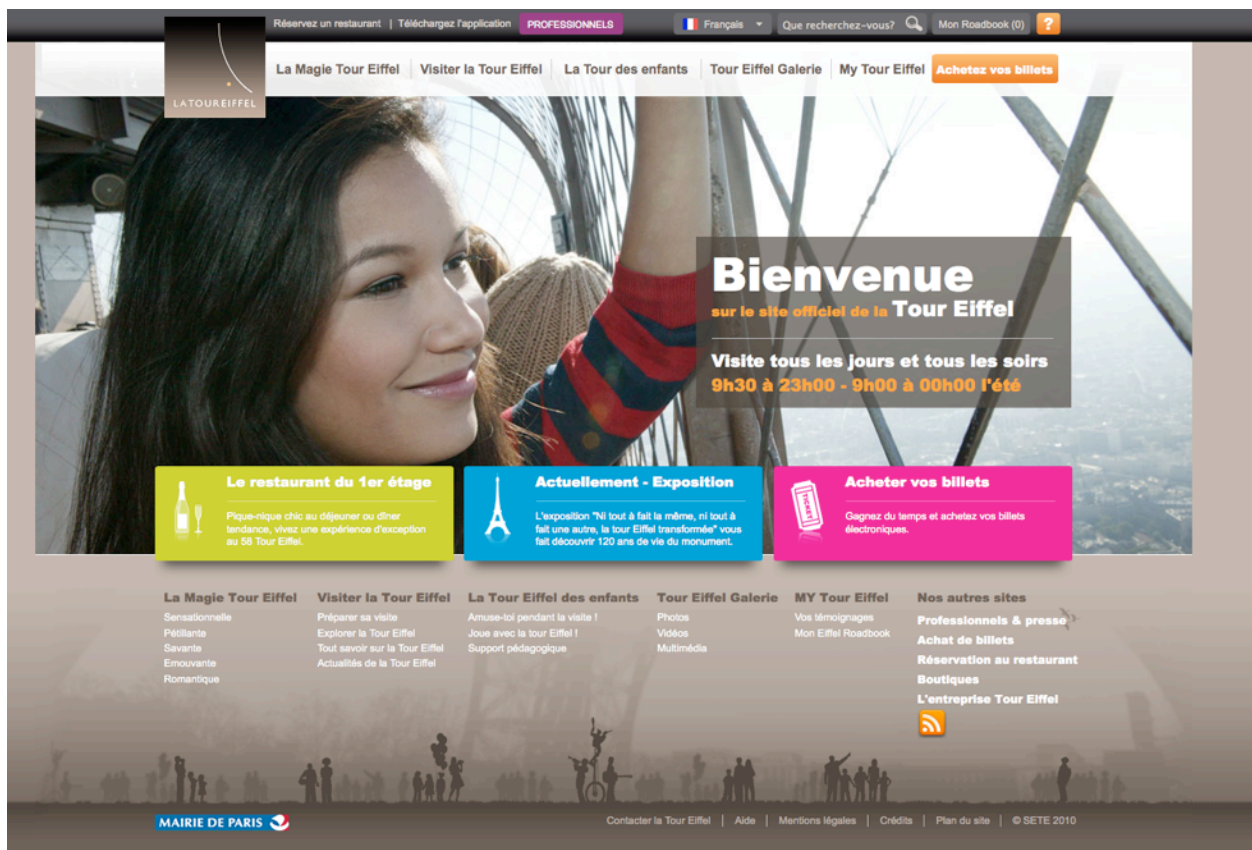 Réservez un restaurant | Téléchargez l'application PROFESSIONNELS Français Que recherchez-vous? Mon Roadbook (0) ?
LATOUREIFFEL
La Magie Tour Eiffel Visiter la Tour Eiffel La Tour des enfants Tour Eiffel Galerie My Tour Eiffel Achetez vos billets
Bienvenue
sur le site officiel de la Tour Eiffel
Visite tous les jours et tous les soirs
9h30 à 23h00 - 9h00 à 00h00 l'été
Le restaurant du 1er étage
Pique-nique chic au déjeuner ou dîner
tendance, vivez une expérience d'exception
au 58 Tour Eiffel.
Actuellement - Exposition
L'exposition "Ni tout à fait la même, ni tout à
fait une autre, la tour Eiffel transformée" vous
fait découvrir 120 ans de vie du monument.
TICKET
Acheter vos billets
Gagnez du temps et achetez vos billets
électroniques.
La Magie Tour Eiffel
Sensationnelle
Pétillante
Savante
Emouvante
Romantique
Visiter la Tour Eiffel
Préparer sa visite
Explorer la Tour Eiffel
Tout savoir sur la Tour Eiffel
Actualités de la Tour Eiffel
La Tour Eiffel des enfants
Amuse-toi pendant la visite !
Joue avec la tour Eiffel !
Support pédagogique
Tour Eiffel Galerie
Photos
Vidéos
Multimédia
MY Tour Eiffel
Vos témoignages
Mon Eiffel Roadbook
Nos autres sites
Professionnels & presse
Achat de billets
Réservation au restaurant
Boutiques
L'entreprise Tour Eiffel
MAIRIE DE PARIS
Contacter la Tour Eiffel | Aide | Mentions légales | Crédits | Plan du site | © SETE 2010